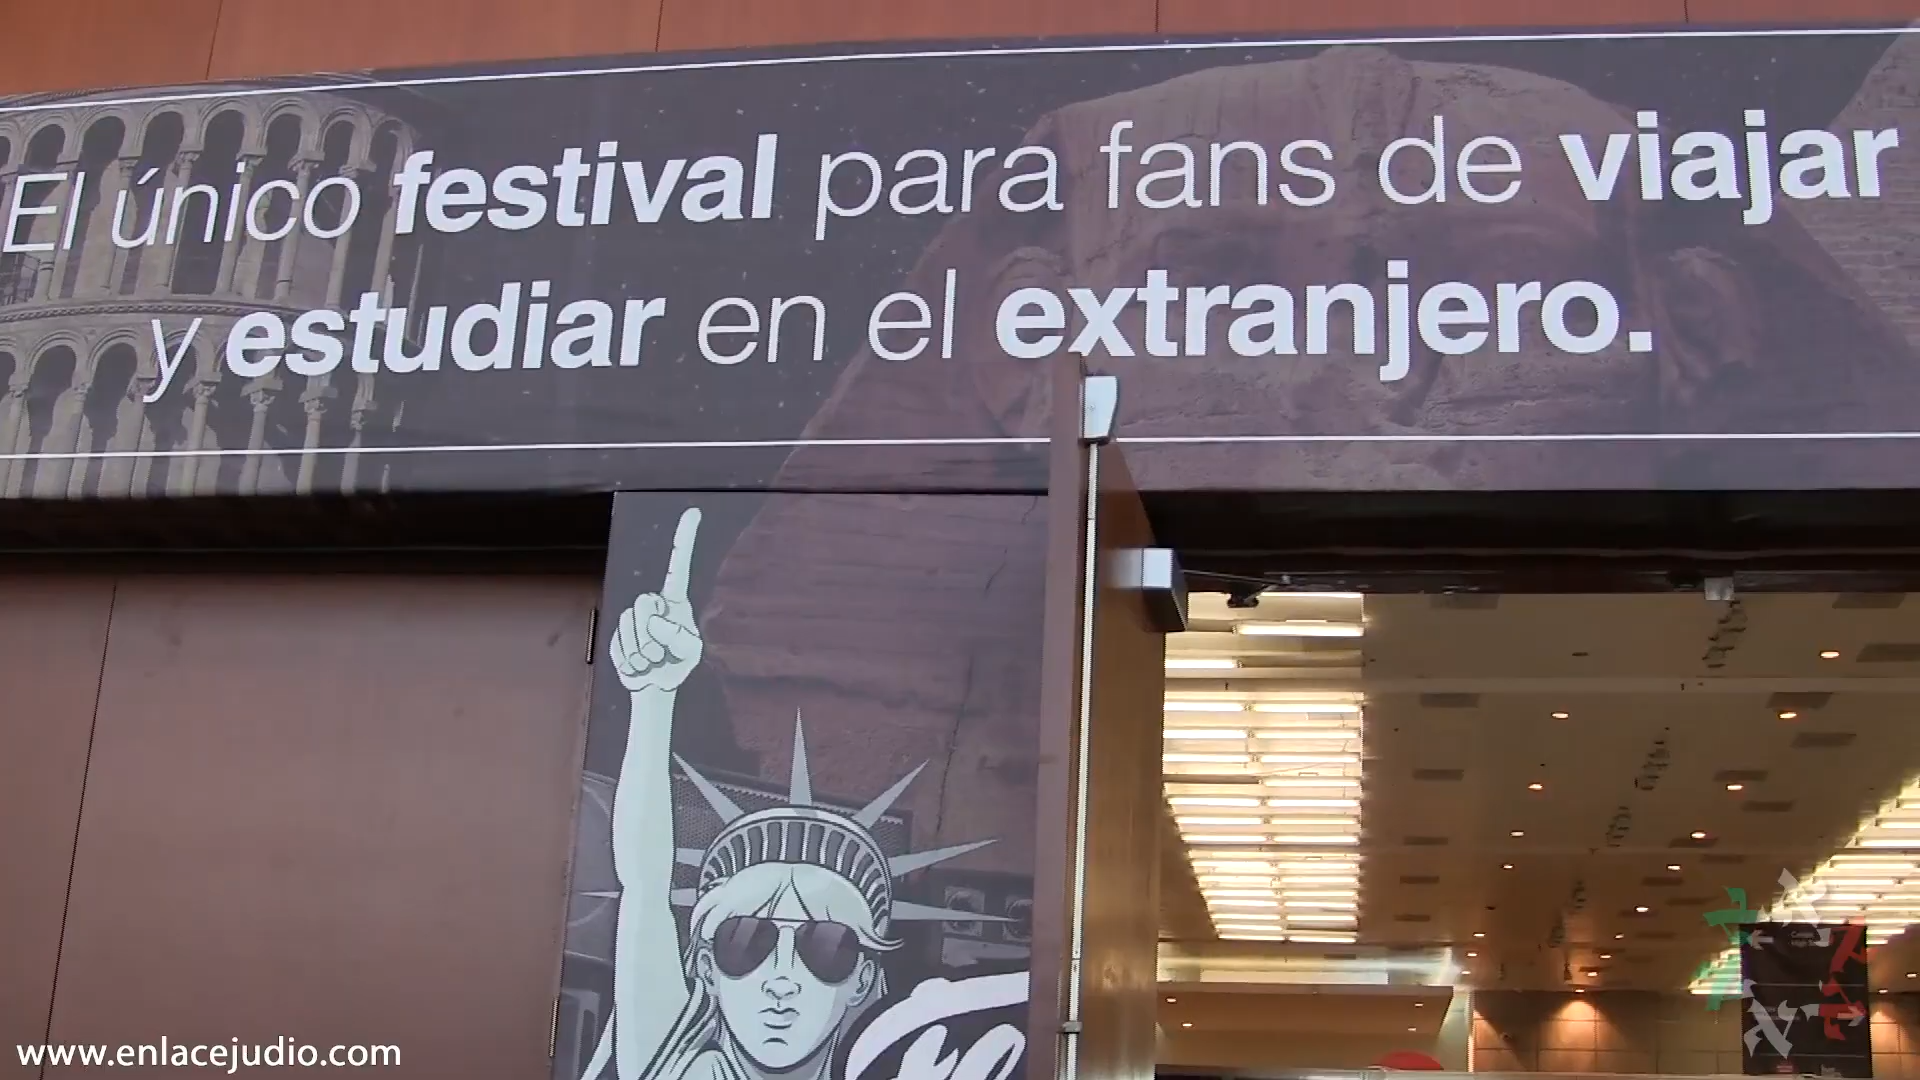 El único festival para fans de viajar
y estudiar en el extranjero.
www.enlacejudio.com